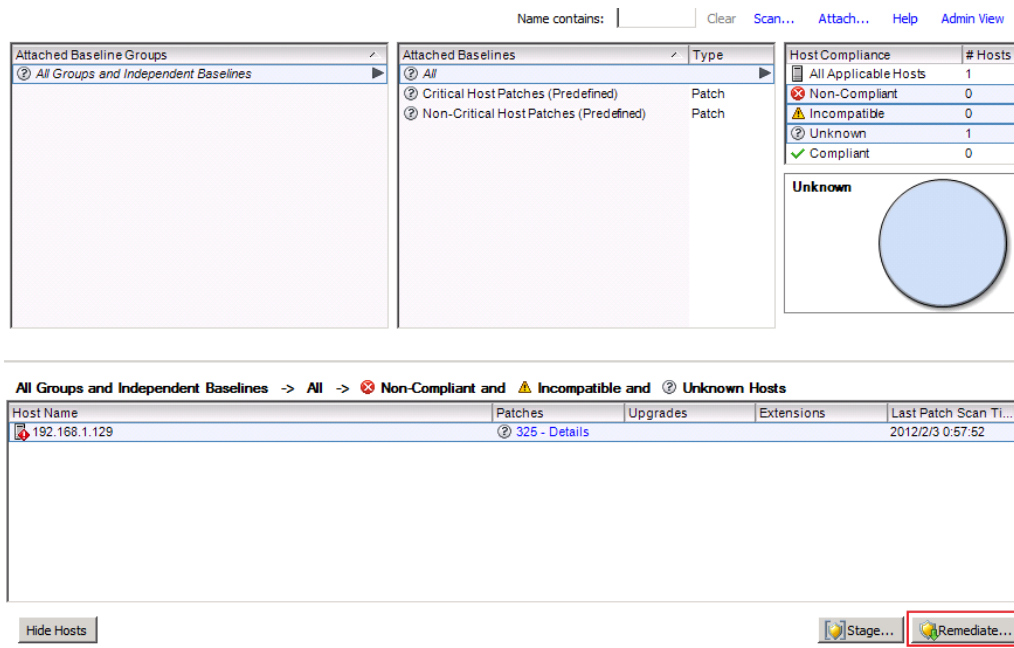 Name contains: Clear Scan... Attach... Help Admin View
Attached Baseline Groups
All Groups and Independent Baselines
Attached Baselines Type
All
Critical Host Patches (Predefined) Patch
Non-Critical Host Patches (Predefined) Patch
Host Compliance # Hosts
All Applicable Hosts 1
Non-Compliant 0
Incompatible 0
Unknown 1
Compliant 0
Unknown
All Groups and Independent Baselines -> All -> Non-Compliant and Incompatible and Unknown Hosts
Host Name Patches Upgrades Extensions Last Patch Scan Ti...
192.168.1.129 325 - Details 2012/2/3 0:57:52
Hide Hosts Stage... Remediate...